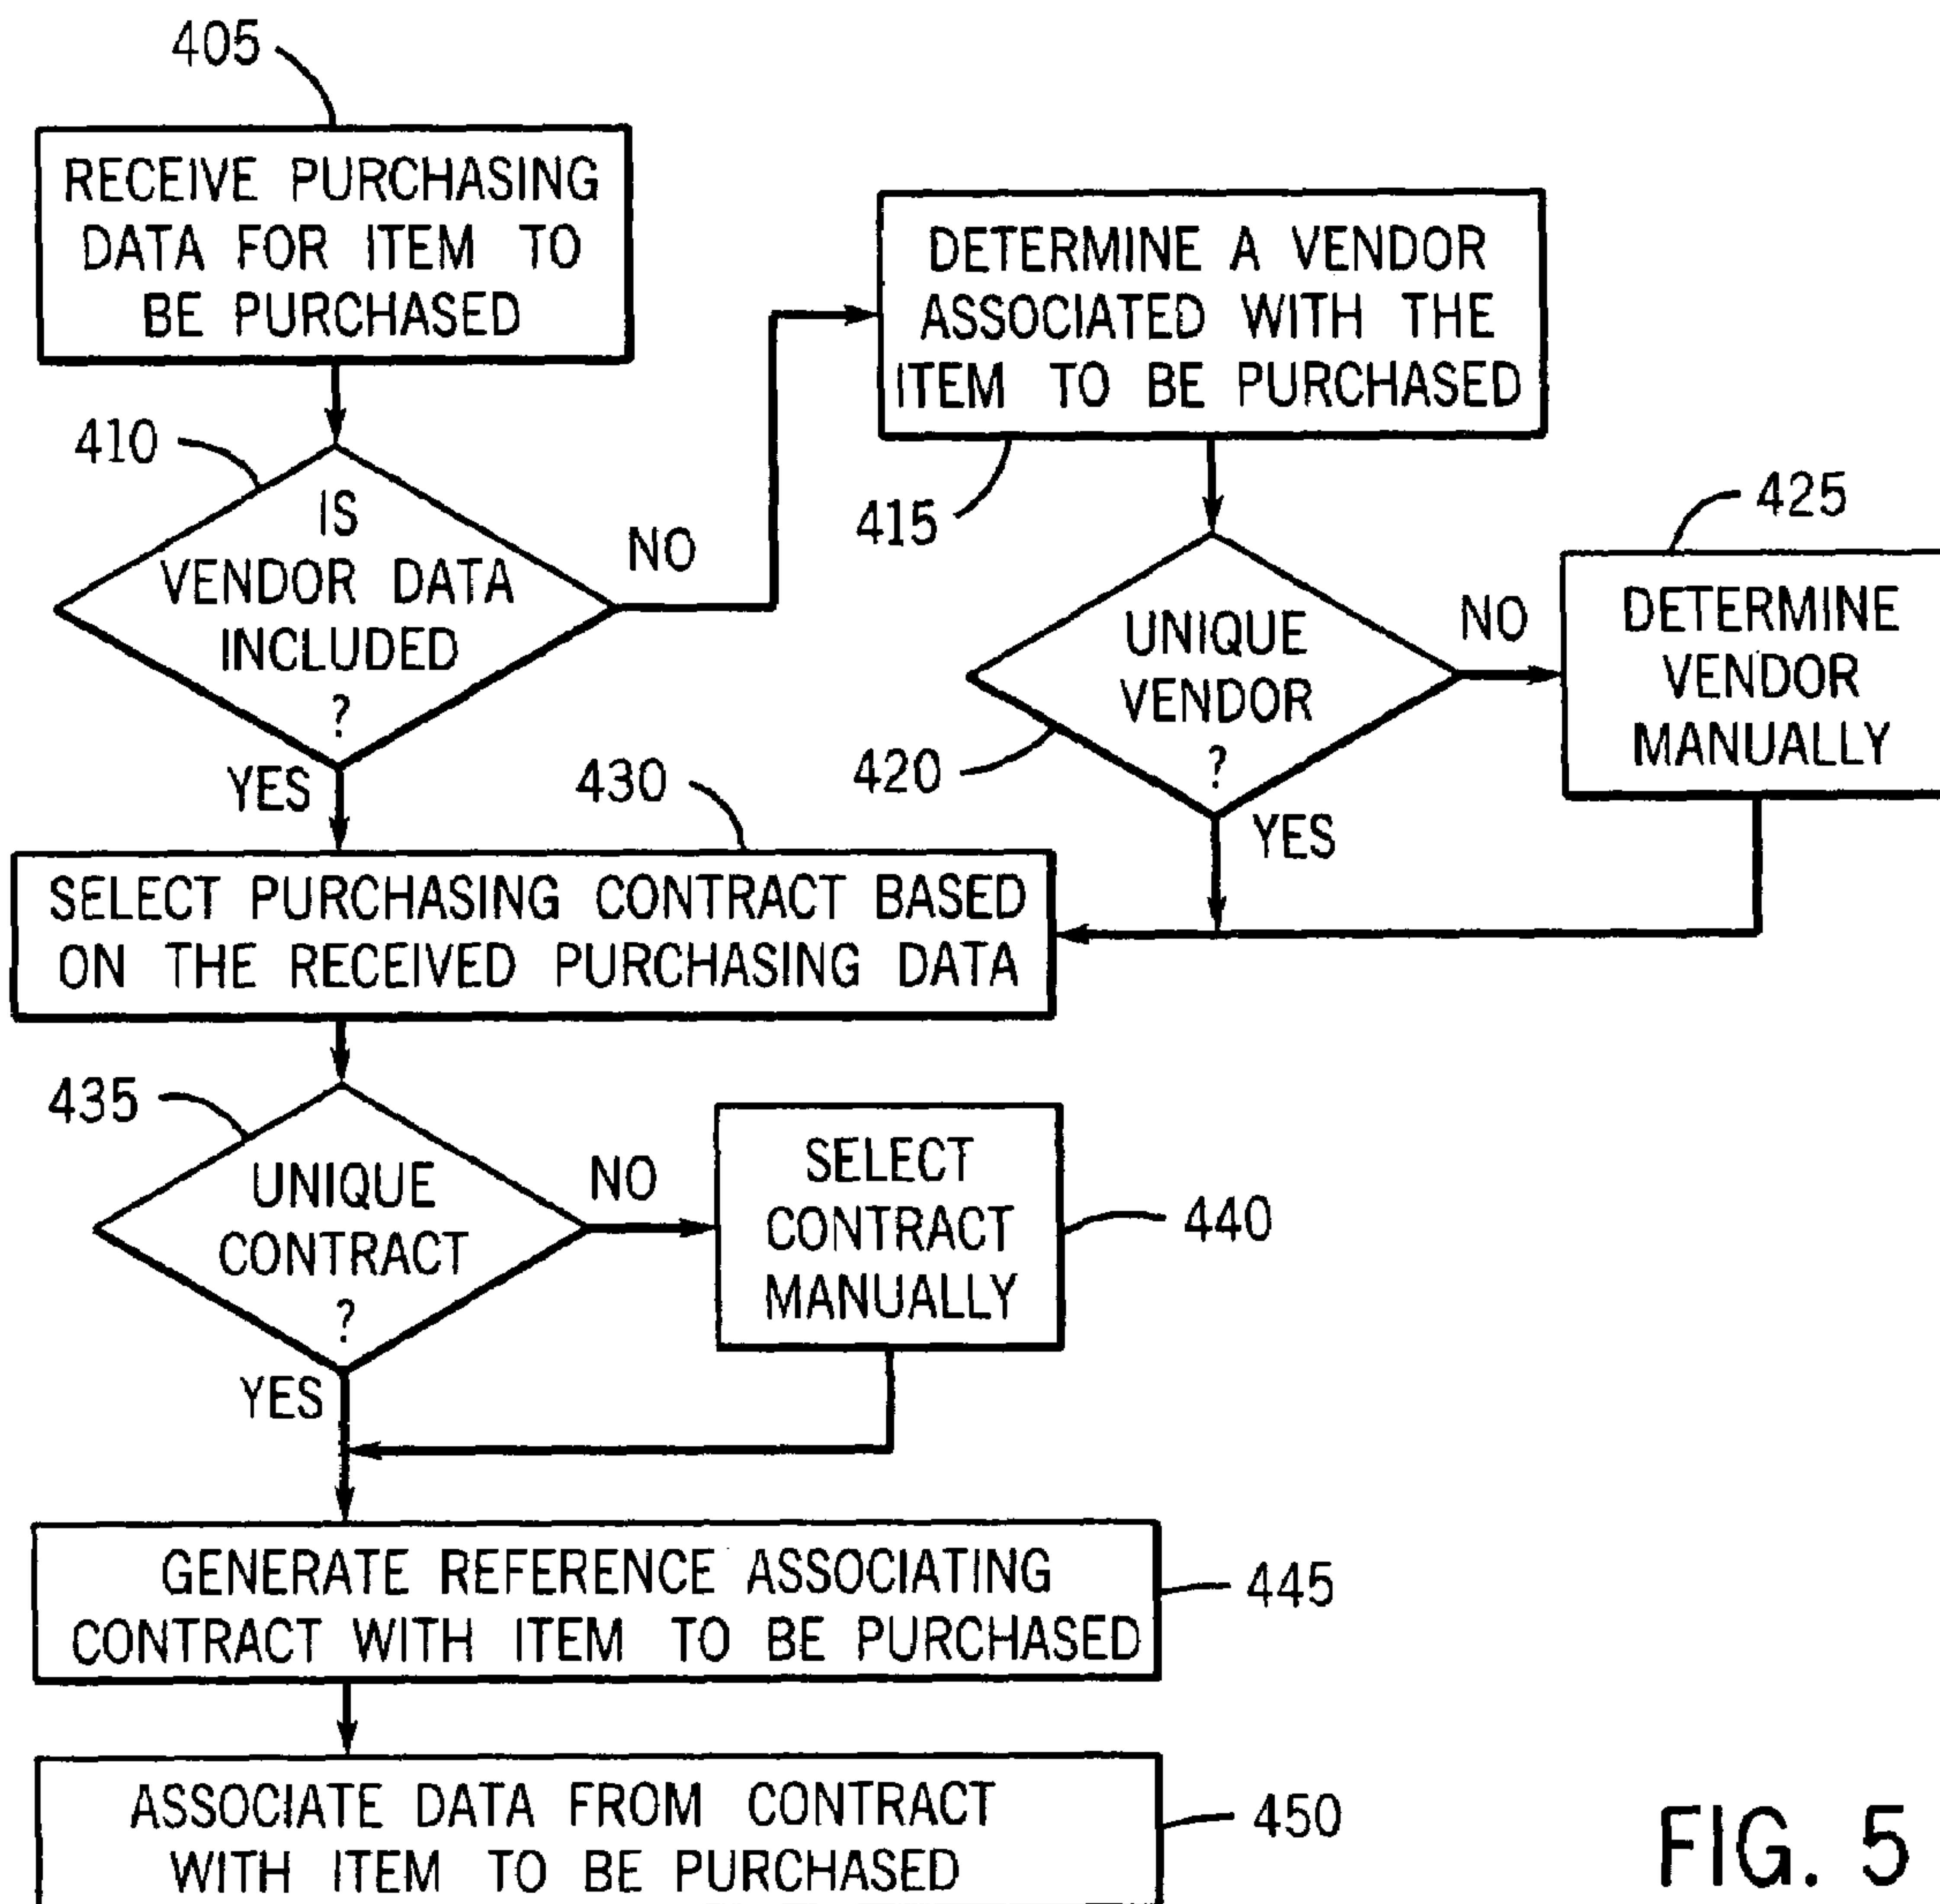 405
RECEIVE PURCHASING
DATA FOR ITEM TO
BE PURCHASED
410
IS
VENDOR DATA
INCLUDED
?
NO
YES
DETERMINE A VENDOR
ASSOCIATED WITH THE
ITEM TO BE PURCHASED
415
UNIQUE
VENDOR
?
420
NO
YES
425
DETERMINE
VENDOR
MANUALLY
430
SELECT PURCHASING CONTRACT BASED
ON THE RECEIVED PURCHASING DATA
435
UNIQUE
CONTRACT
?
NO
YES
SELECT
CONTRACT
MANUALLY
440
GENERATE REFERENCE ASSOCIATING
CONTRACT WITH ITEM TO BE PURCHASED
445
ASSOCIATE DATA FROM CONTRACT
WITH ITEM TO BE PURCHASED
450
FIG. 5